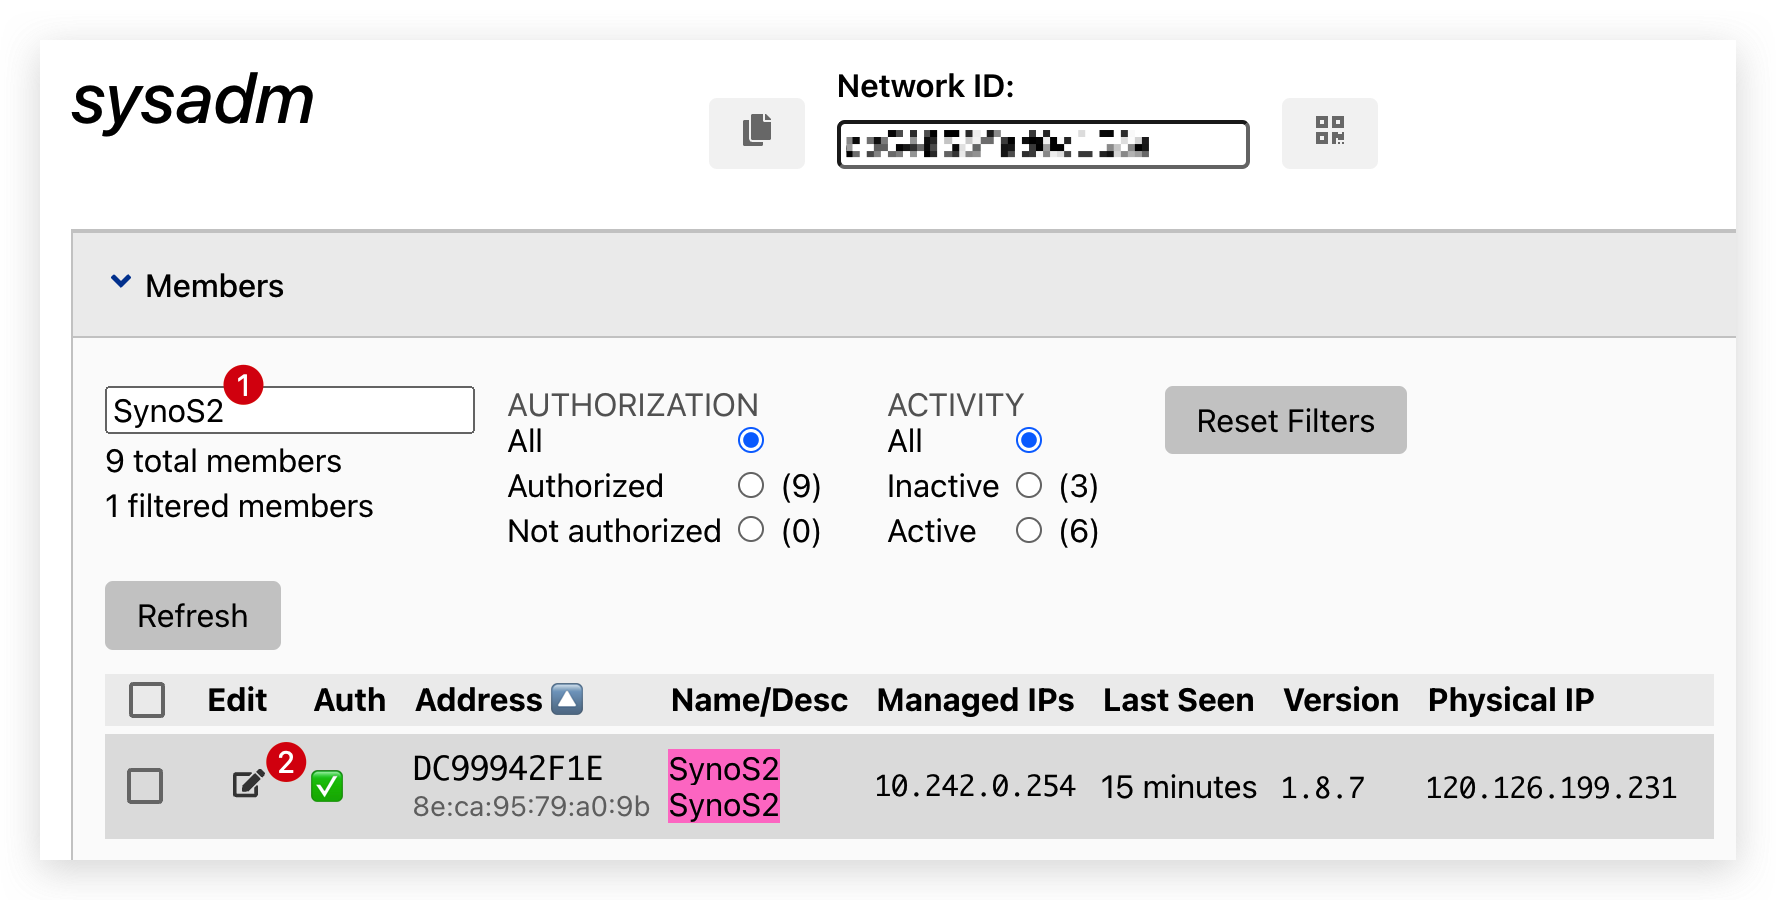 sysadm
Network ID:
Members
1
SynoS2
9 total members
1 filtered members
AUTHORIZATION
All
Authorized (9)
Not authorized (0)
ACTIVITY
All
Inactive (3)
Active (6)
Reset Filters
Refresh
Edit Auth Address Name/Desc Managed IPs Last Seen Version Physical IP
2
DC99942F1E
8e:ca:95:79:a0:9b
SynoS2
SynoS2
10.242.0.254
15 minutes
1.8.7
120.126.199.231